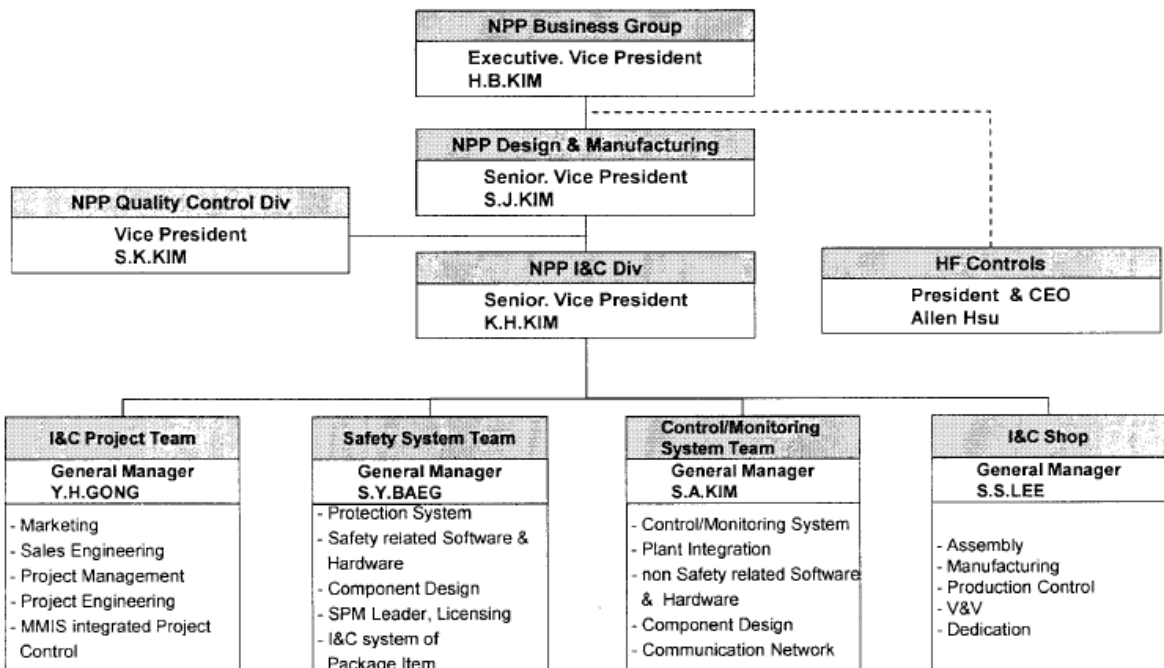 NPP Business Group
Executive. Vice President
H.B.KIM
NPP Design & Manufacturing
Senior. Vice President
S.J.KIM
NPP Quality Control Div
Vice President
S.K.KIM
NPP I&C Div
Senior. Vice President
K.H.KIM
HF Controls
President & CEO
Allen Hsu
I&C Project Team
General Manager
Y.H.GONG
- Marketing
- Sales Engineering
- Project Management
- Project Engineering
- MMIS integrated Project
Control
Safety System Team
General Manager
S.Y.BAEG
- Protection System
- Safety related Software &
Hardware
- Component Design
- SPM Leader, Licensing
- I&C system of
Package Item
Control/Monitoring
System Team
General Manager
S.A.KIM
- Control/Monitoring System
- Plant Integration
- non Safety related Software
& Hardware
- Component Design
- Communication Network
I&C Shop
General Manager
S.S.LEE
- Assembly
- Manufacturing
- Production Control
- V&V
- Dedication